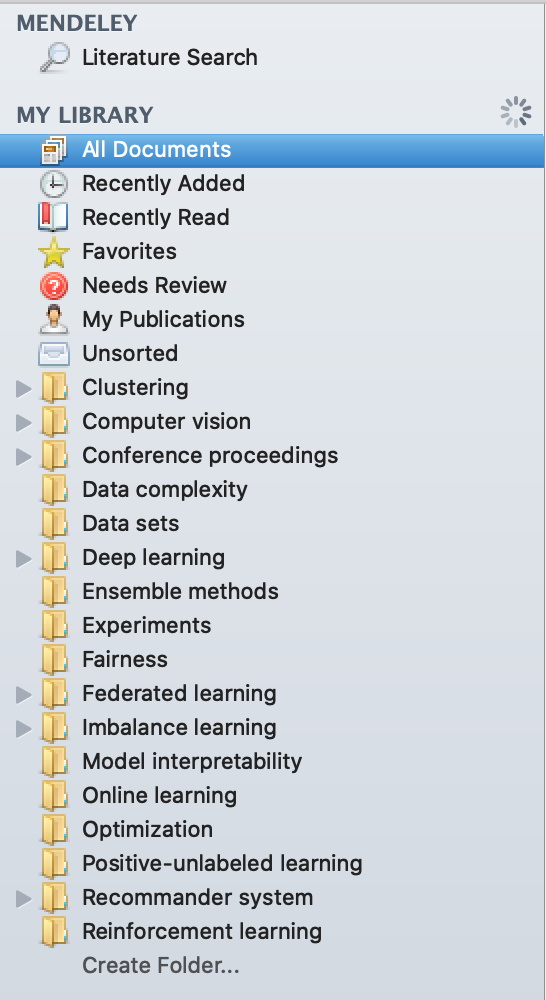 MENDELEY
Literature Search
MY LIBRARY
All Documents
Recently Added
Recently Read
Favorites
Needs Review
My Publications
Unsorted
Clustering
Computer vision
Conference proceedings
Data complexity
Data sets
Deep learning
Ensemble methods
Experiments
Fairness
Federated learning
Imbalance learning
Model interpretability
Online learning
Optimization
Positive-unlabeled learning
Recommander system
Reinforcement learning
Create Folder...